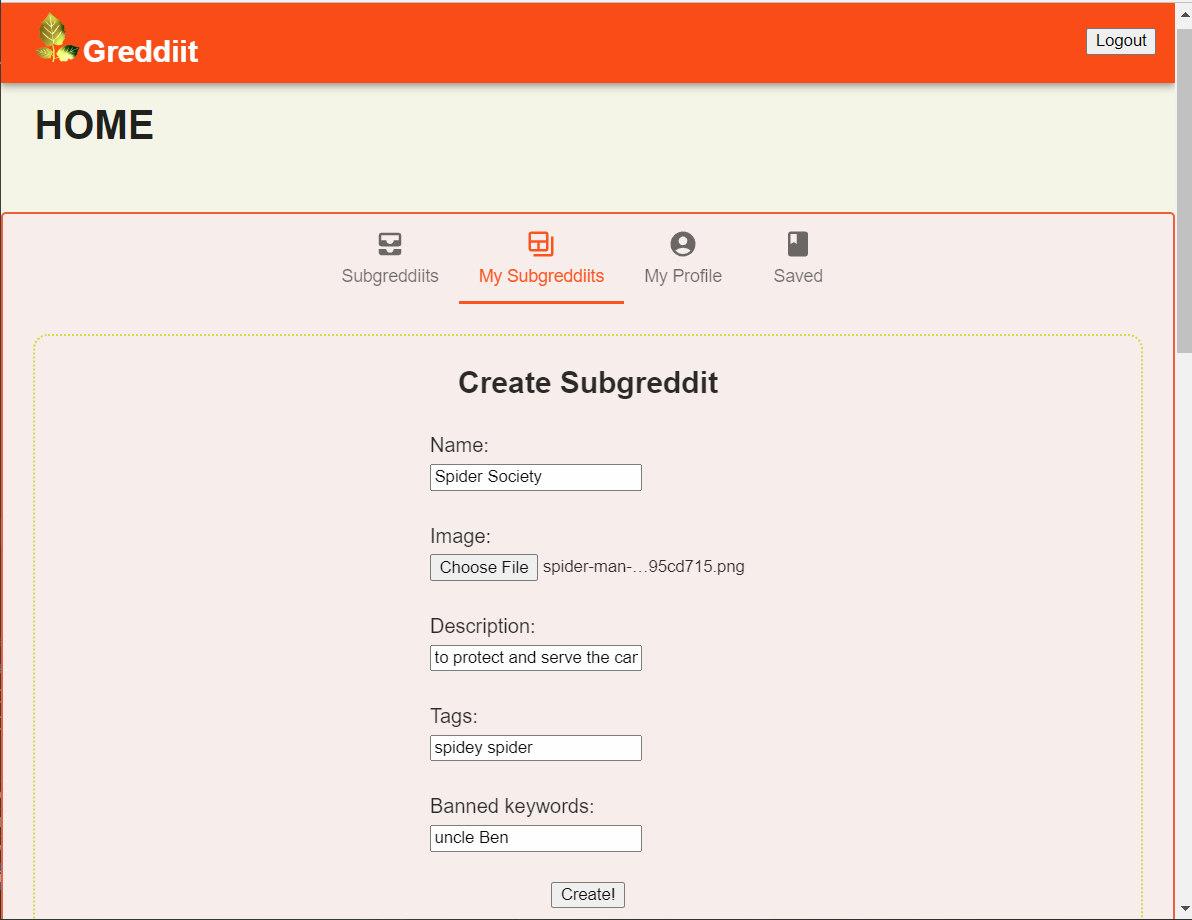 Greddiit
Logout
HOME
Subgreddiits
My Subgreddiits
My Profile
Saved
Create Subgreddit
Name:
Spider Society
Image:
Choose File spider-man-...95cd715.png
Description:
to protect and serve the can
Tags:
spidey spider
Banned keywords:
uncle Ben
Create!